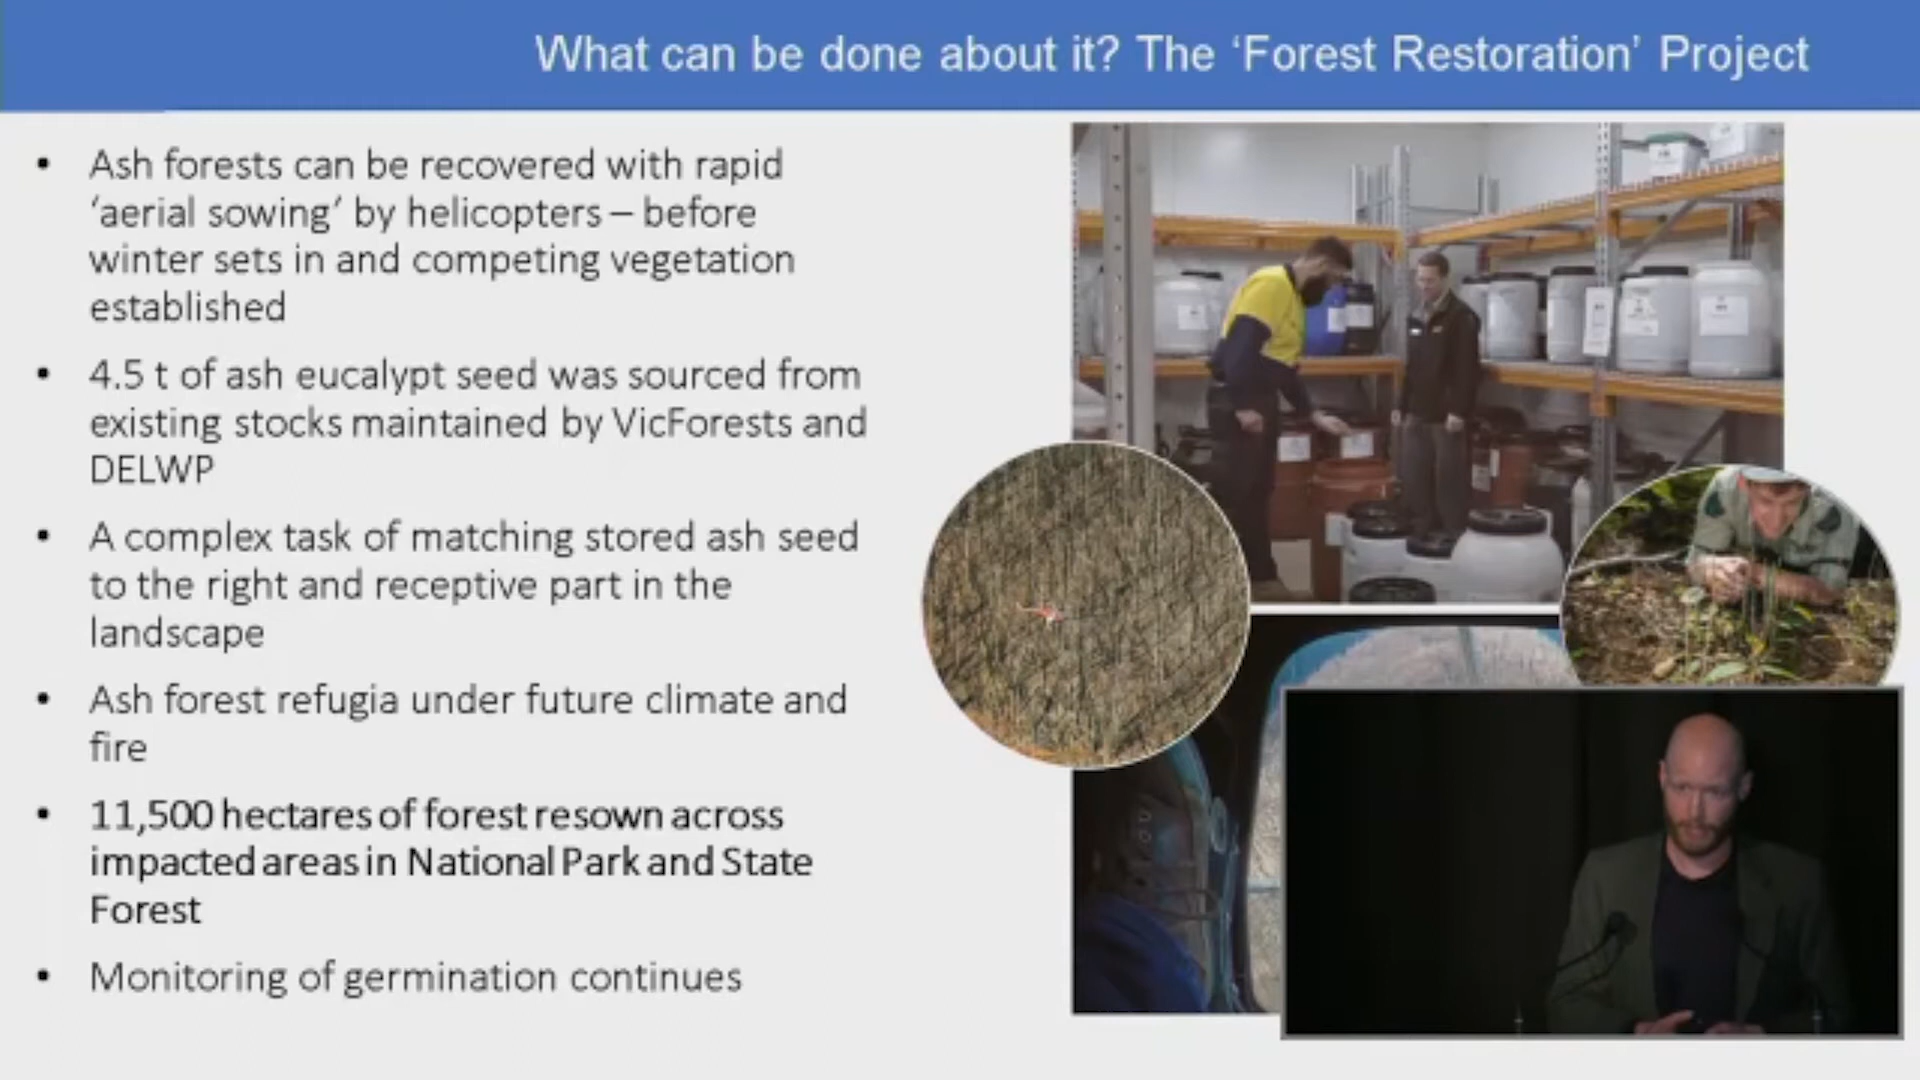 What can be done about it? The ‘Forest Restoration’ Project
• Ash forests can be recovered with rapid
‘aerial sowing’ by helicopters – before
winter sets in and competing vegetation
established
• 4.5 t of ash eucalypt seed was sourced from
existing stocks maintained by VicForests and
DELWP
• A complex task of matching stored ash seed
to the right and receptive part in the
landscape
• Ash forest refugia under future climate and
fire
• 11,500 hectares of forest resown across
impacted areas in National Park and State
Forest
• Monitoring of germination continues